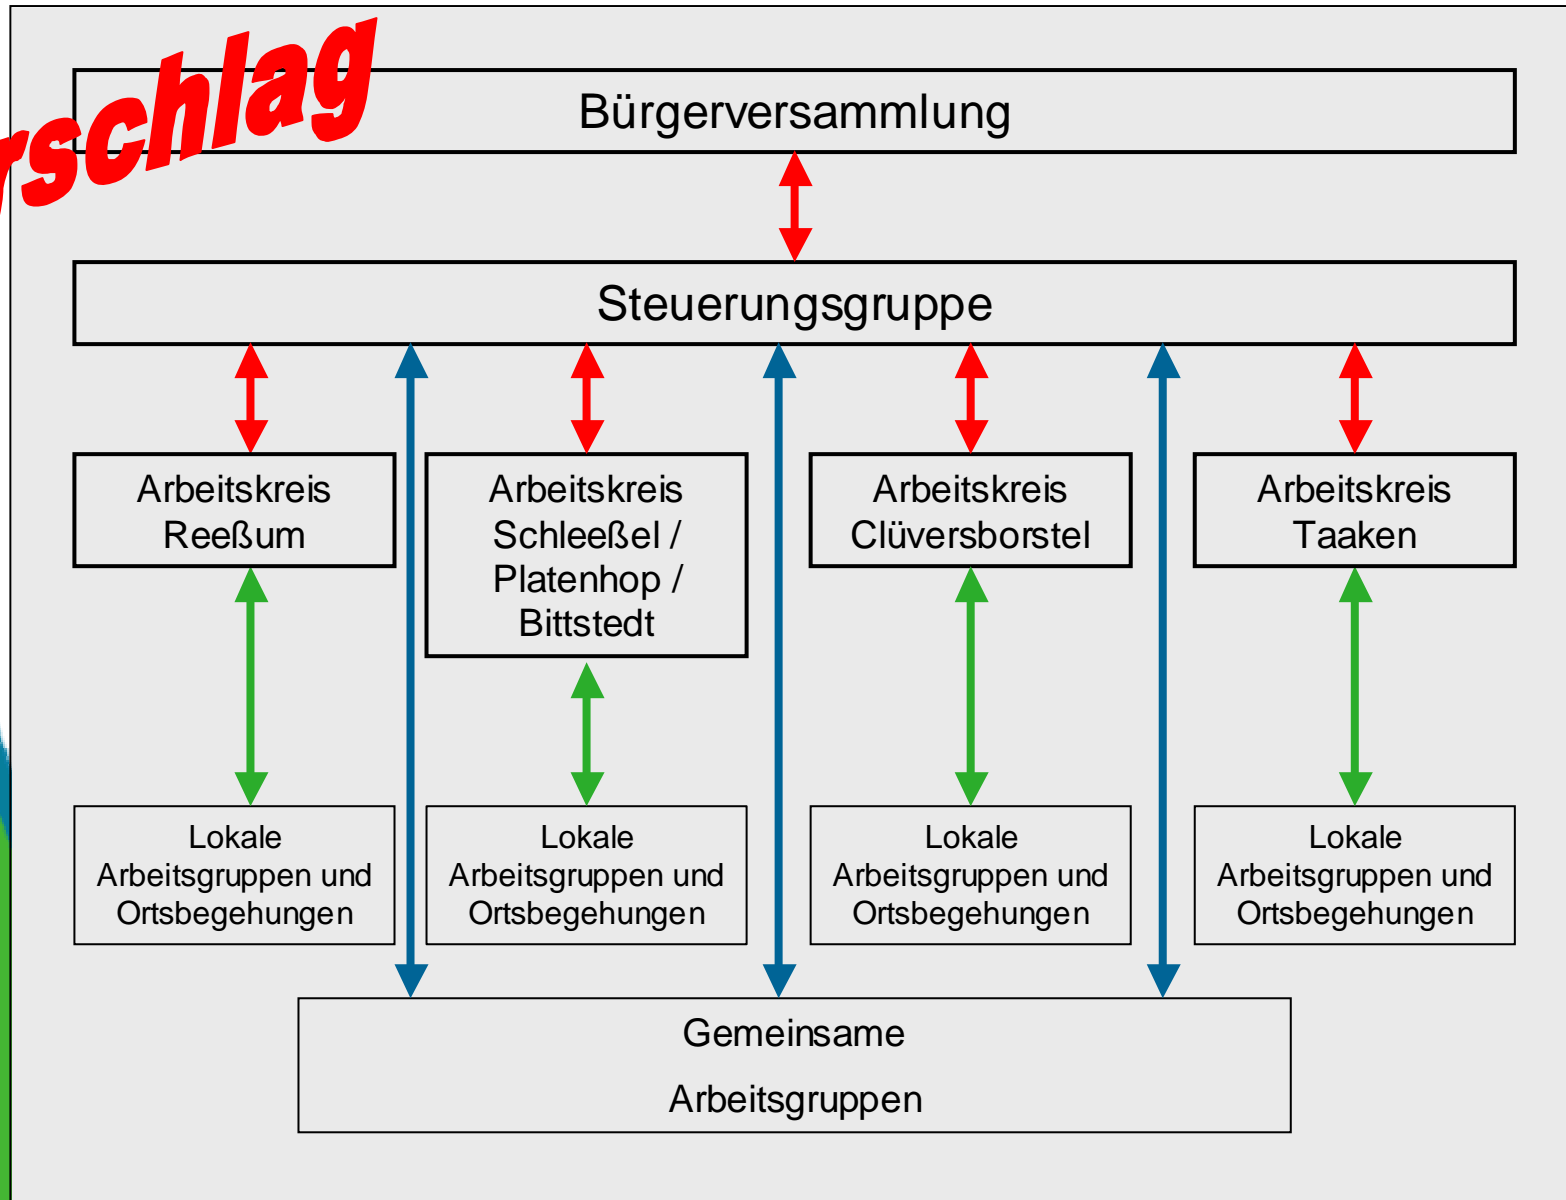 rschlag
Bürgerversammlung
Steuerungsgruppe
Arbeitskreis
Reeßum
Arbeitskreis
Schleeßel /
Platenhop /
Bittstedt
Arbeitskreis
Clüversborstel
Arbeitskreis
Taaken
Lokale
Arbeitsgruppen und
Ortsbegehungen
Lokale
Arbeitsgruppen und
Ortsbegehungen
Lokale
Arbeitsgruppen und
Ortsbegehungen
Lokale
Arbeitsgruppen und
Ortsbegehungen
Gemeinsame
Arbeitsgruppen